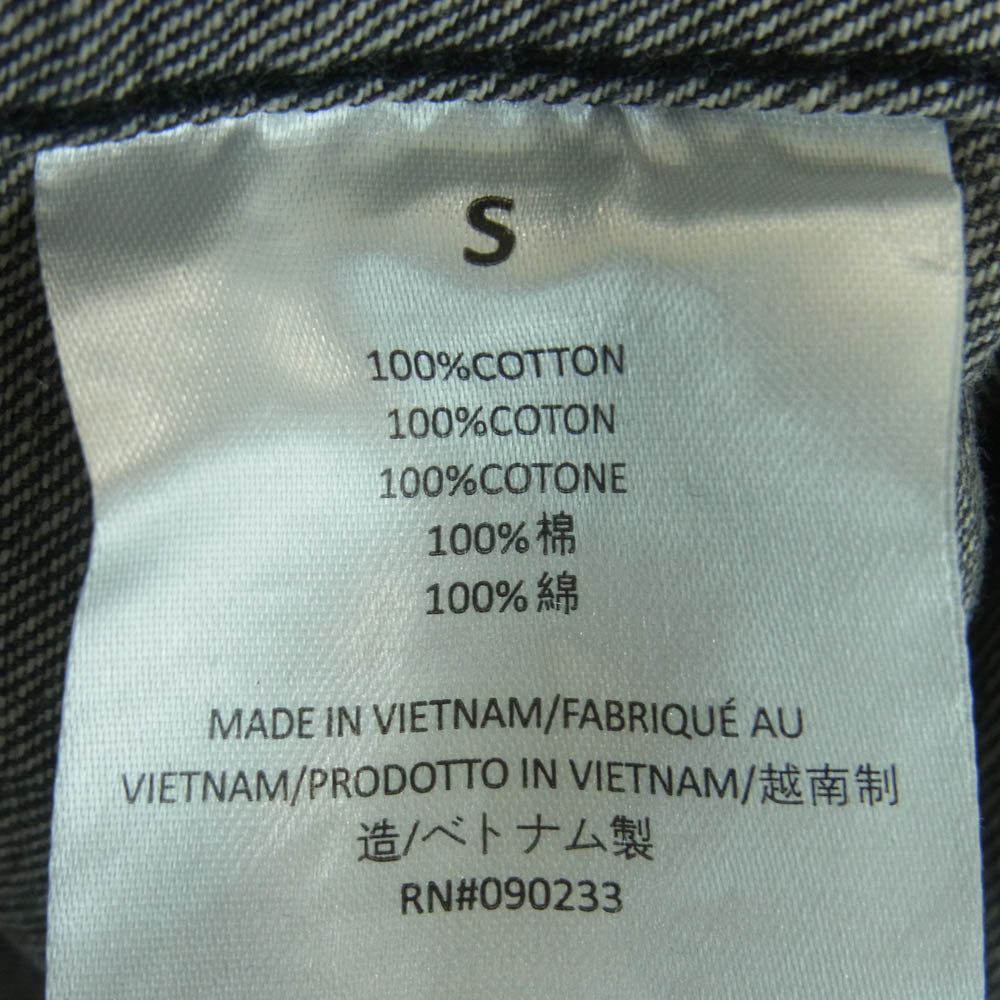 S
100%COTTON
100%COTON
100%COTONE
100%棉
100%綿
MADE IN VIETNAM/FABRIQUÉ AU
VIETNAM/PRODOTTO IN VIETNAM/越南制
造/ベトナム製
RN#090233